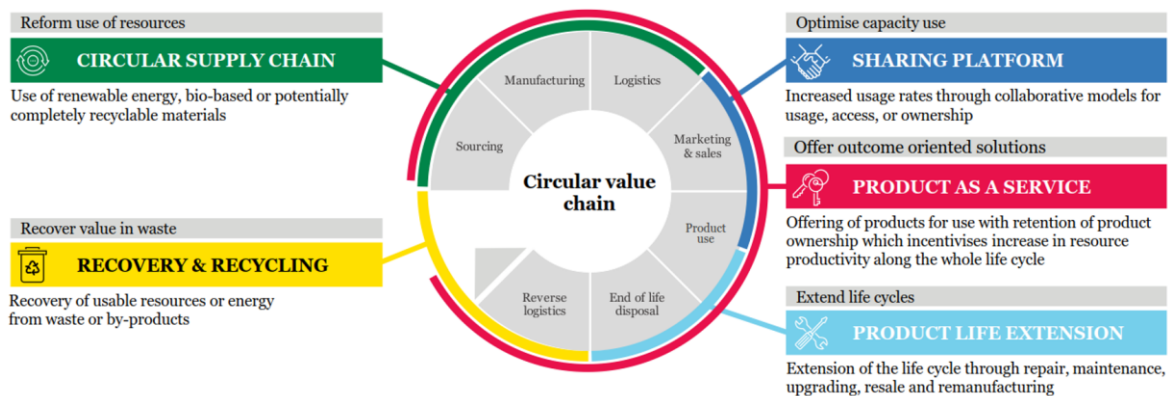 Reform use of resources
CIRCULAR SUPPLY CHAIN
Use of renewable energy, bio-based or potentially
completely recyclable materials
Recover value in waste
RECOVERY & RECYCLING
Recovery of usable resources or energy
from waste or by-products
Manufacturing
Logistics
Sourcing
Marketing
& sales
Circular value
chain
Product
use
Reverse
logistics
End of life
disposal
Optimise capacity use
SHARING PLATFORM
Increased usage rates through collaborative models for
usage, access, or ownership
Offer outcome oriented solutions
PRODUCT AS A SERVICE
Offering of products for use with retention of product
ownership which incentivises increase in resource
productivity along the whole life cycle
Extend life cycles
PRODUCT LIFE EXTENSION
Extension of the life cycle through repair, maintenance,
upgrading, resale and remanufacturing